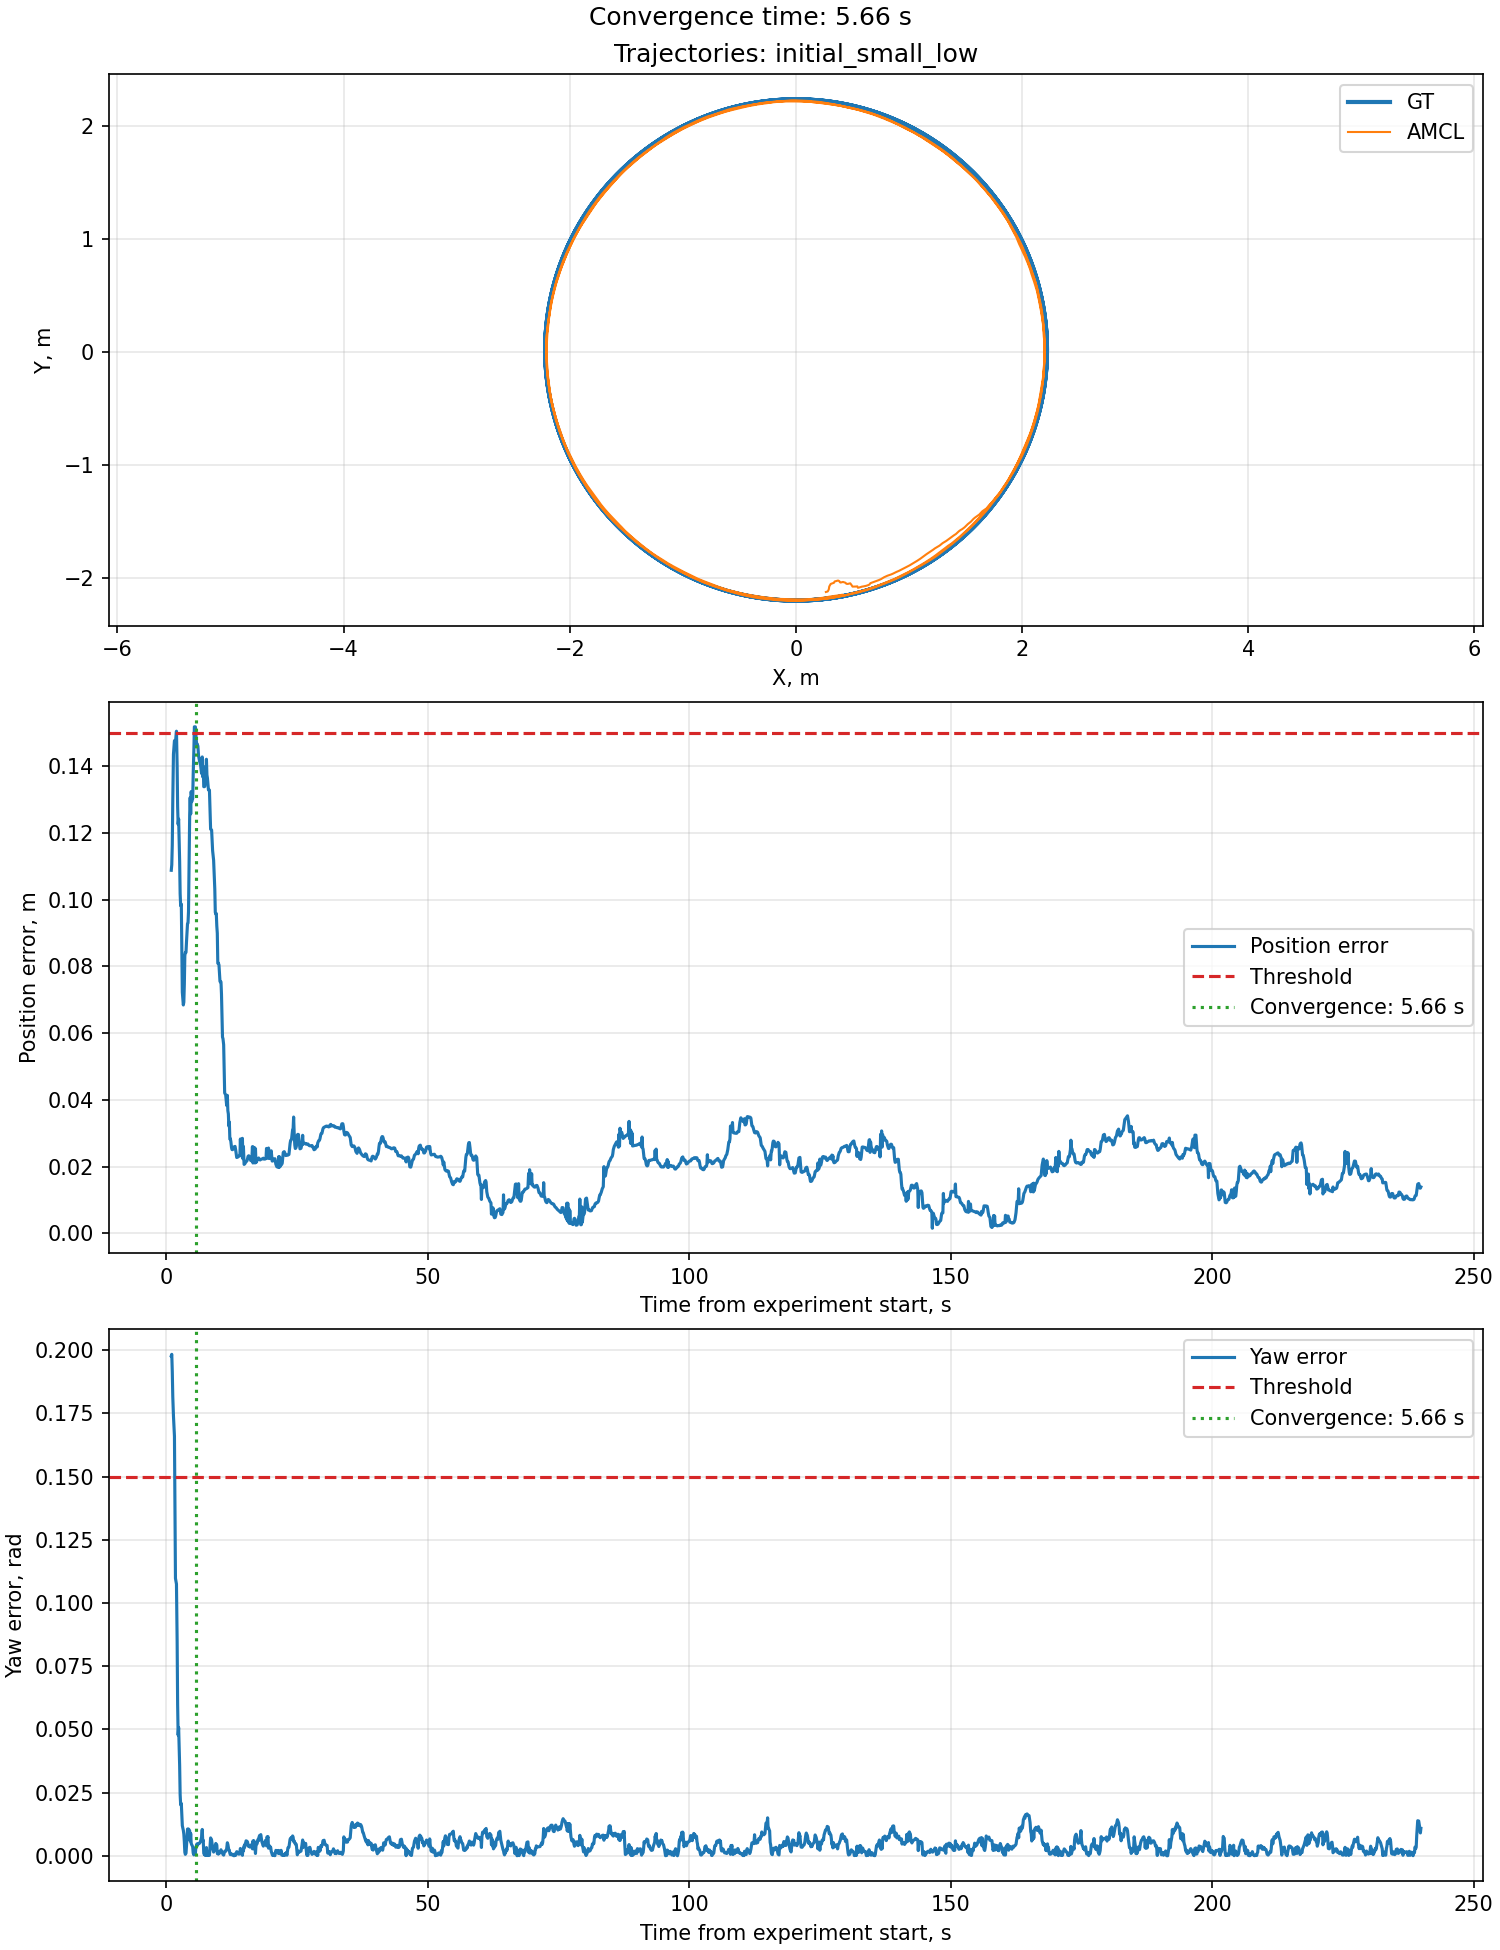 Convergence time: 5.66 s
Trajectories: initial_small_low
GT
AMCL
2
1
0
−1
−2
Y, m
−6 −4 −2 0 2 4 6
X, m
0.14
0.12
0.10
0.08
0.06
0.04
0.02
0.00
Position error, m
Position error
Threshold
Convergence: 5.66 s
0 50 100 150 200 250
Time from experiment start, s
0.200
0.175
0.150
0.125
0.100
0.075
0.050
0.025
0.000
Yaw error, rad
Yaw error
Threshold
Convergence: 5.66 s
0 50 100 150 200 250
Time from experiment start, s